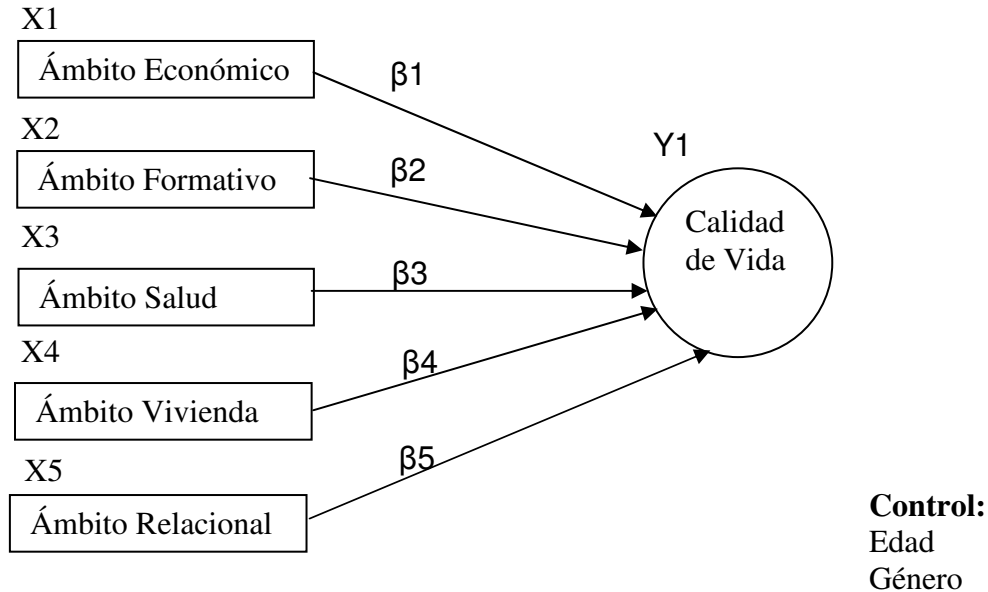 X1
Ámbito Económico
β1
X2
Ámbito Formativo
β2
X3
Ámbito Salud
β3
X4
Ámbito Vivienda
β4
X5
Ámbito Relacional
β5
Y1
Calidad
de Vida
Control:
Edad
Género